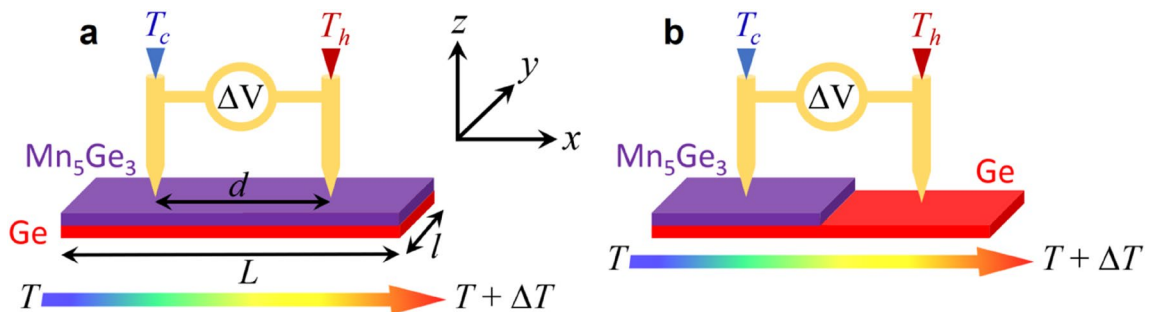 a
T_c
T_h
ΔV
z
y
x
Mn₅Ge₃
d
Ge
l
L
T
T + ΔT
b
T_c
T_h
ΔV
Mn₅Ge₃
Ge
T
T + ΔT